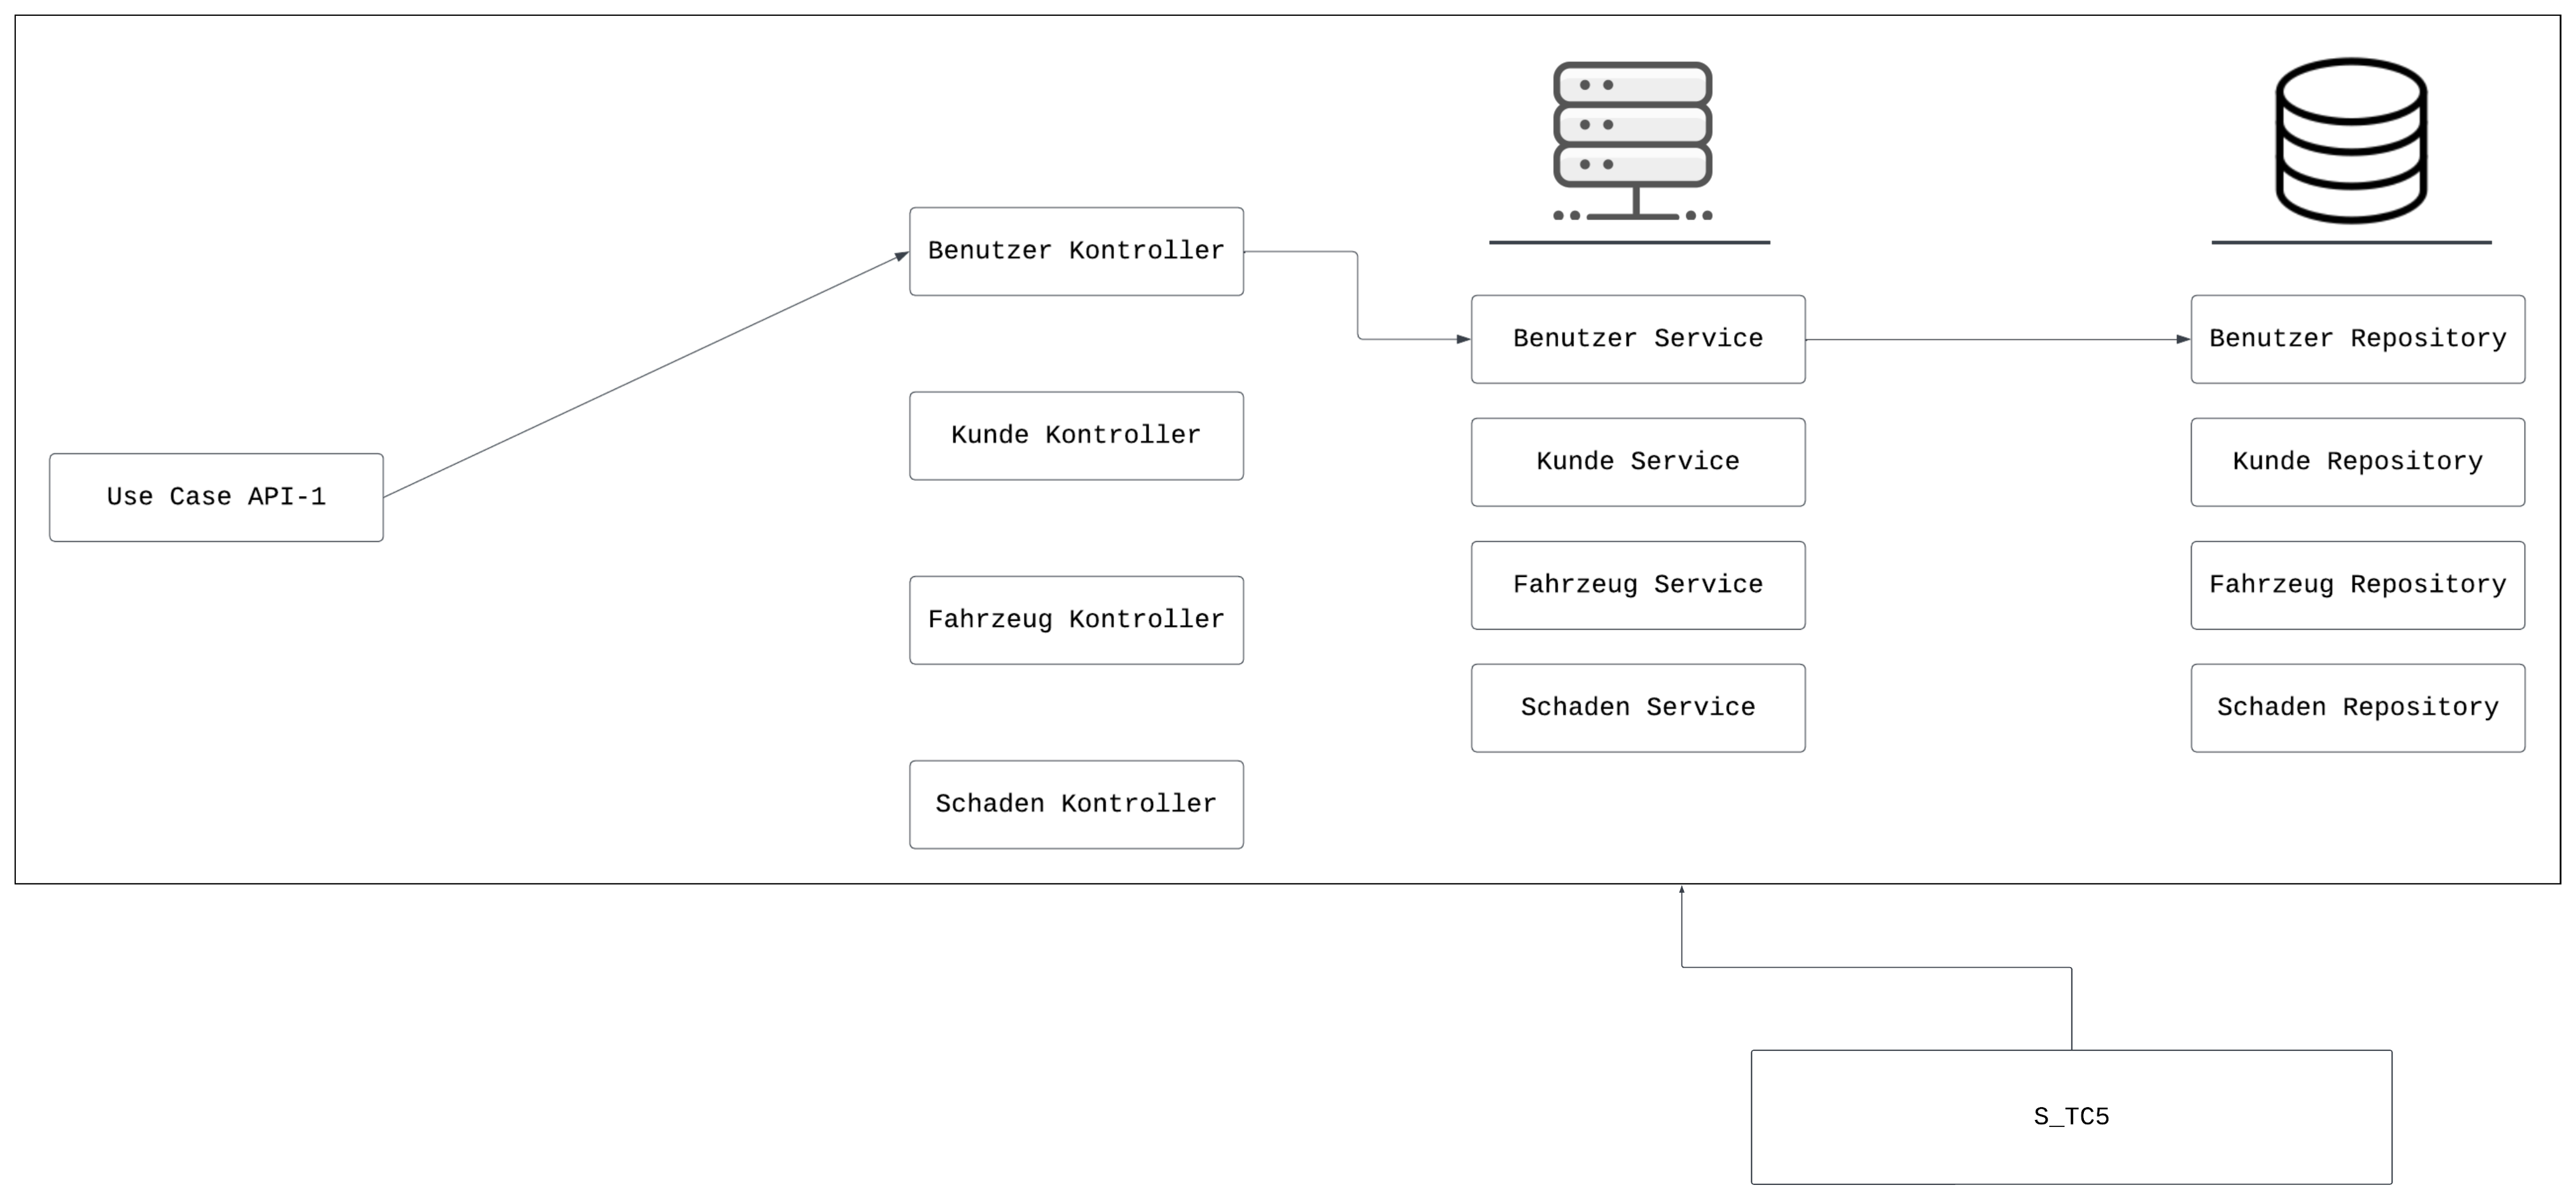 Use Case API-1
Benutzer Kontroller
Kunde Kontroller
Fahrzeug Kontroller
Schaden Kontroller
Benutzer Service
Kunde Service
Fahrzeug Service
Schaden Service
Benutzer Repository
Kunde Repository
Fahrzeug Repository
Schaden Repository
S_TC5